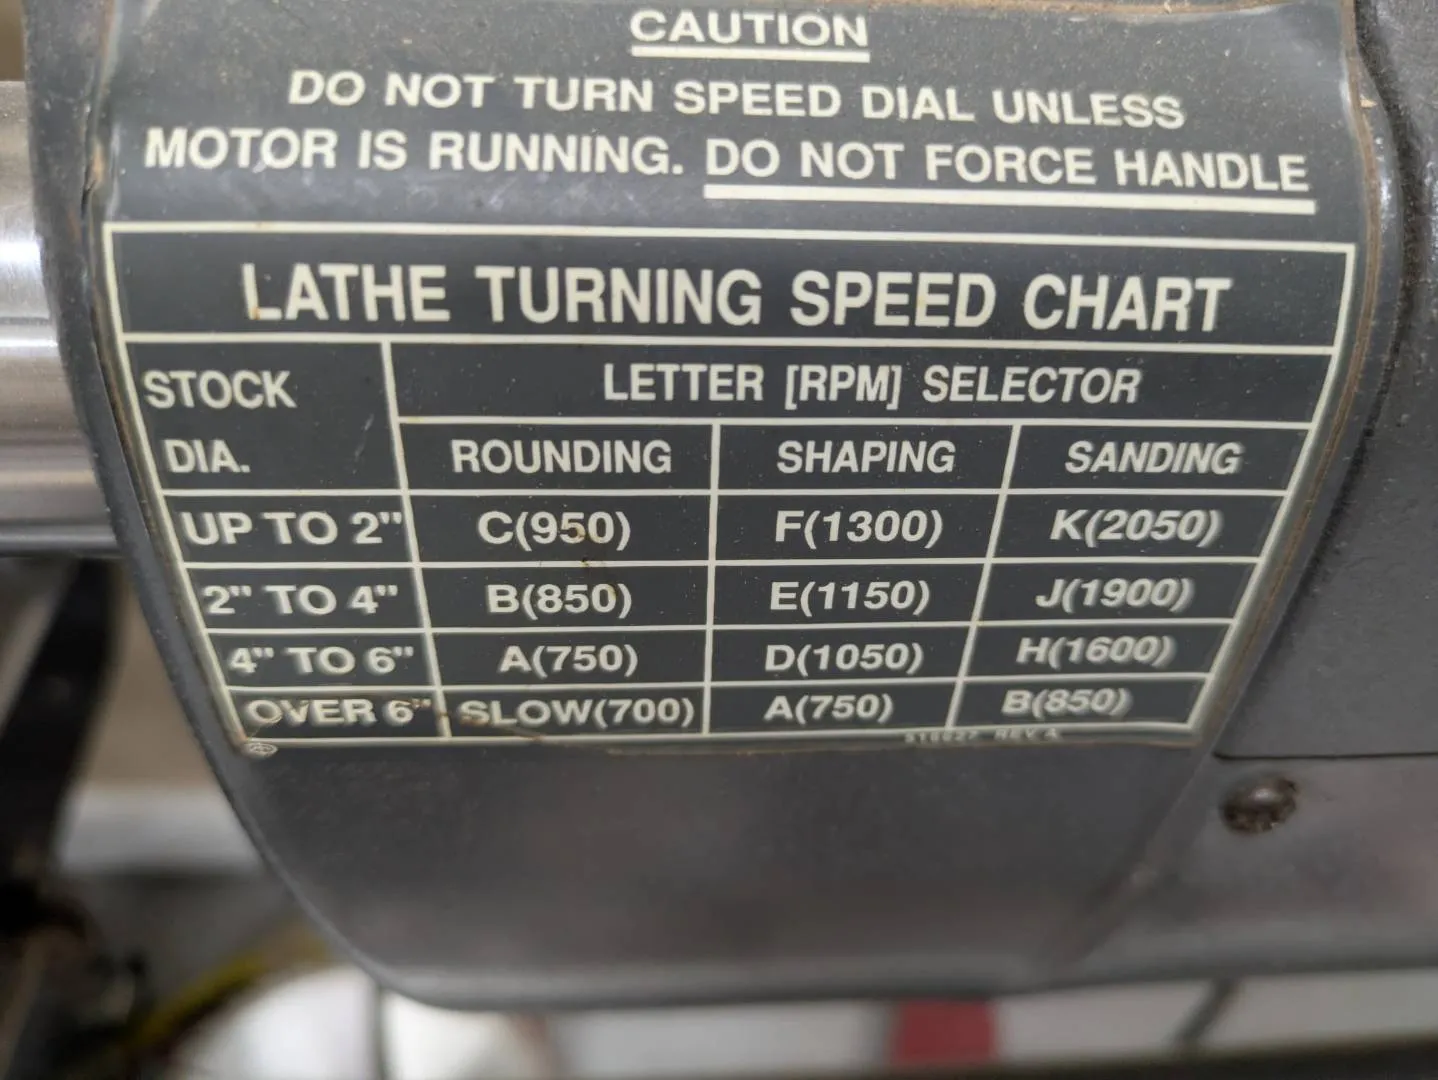 CAUTION
DO NOT TURN SPEED DIAL UNLESS
MOTOR IS RUNNING. DO NOT FORCE HANDLE
LATHE TURNING SPEED CHART
STOCK DIA. LETTER [RPM] SELECTOR
ROUNDING SHAPING SANDING
UP TO 2" C(950) F(1300) K(2050)
2" TO 4" B(850) E(1150) J(1900)
4" TO 6" A(750) D(1050) H(1600)
OVER 6" SLOW(700) A(750) B(850)
REV A